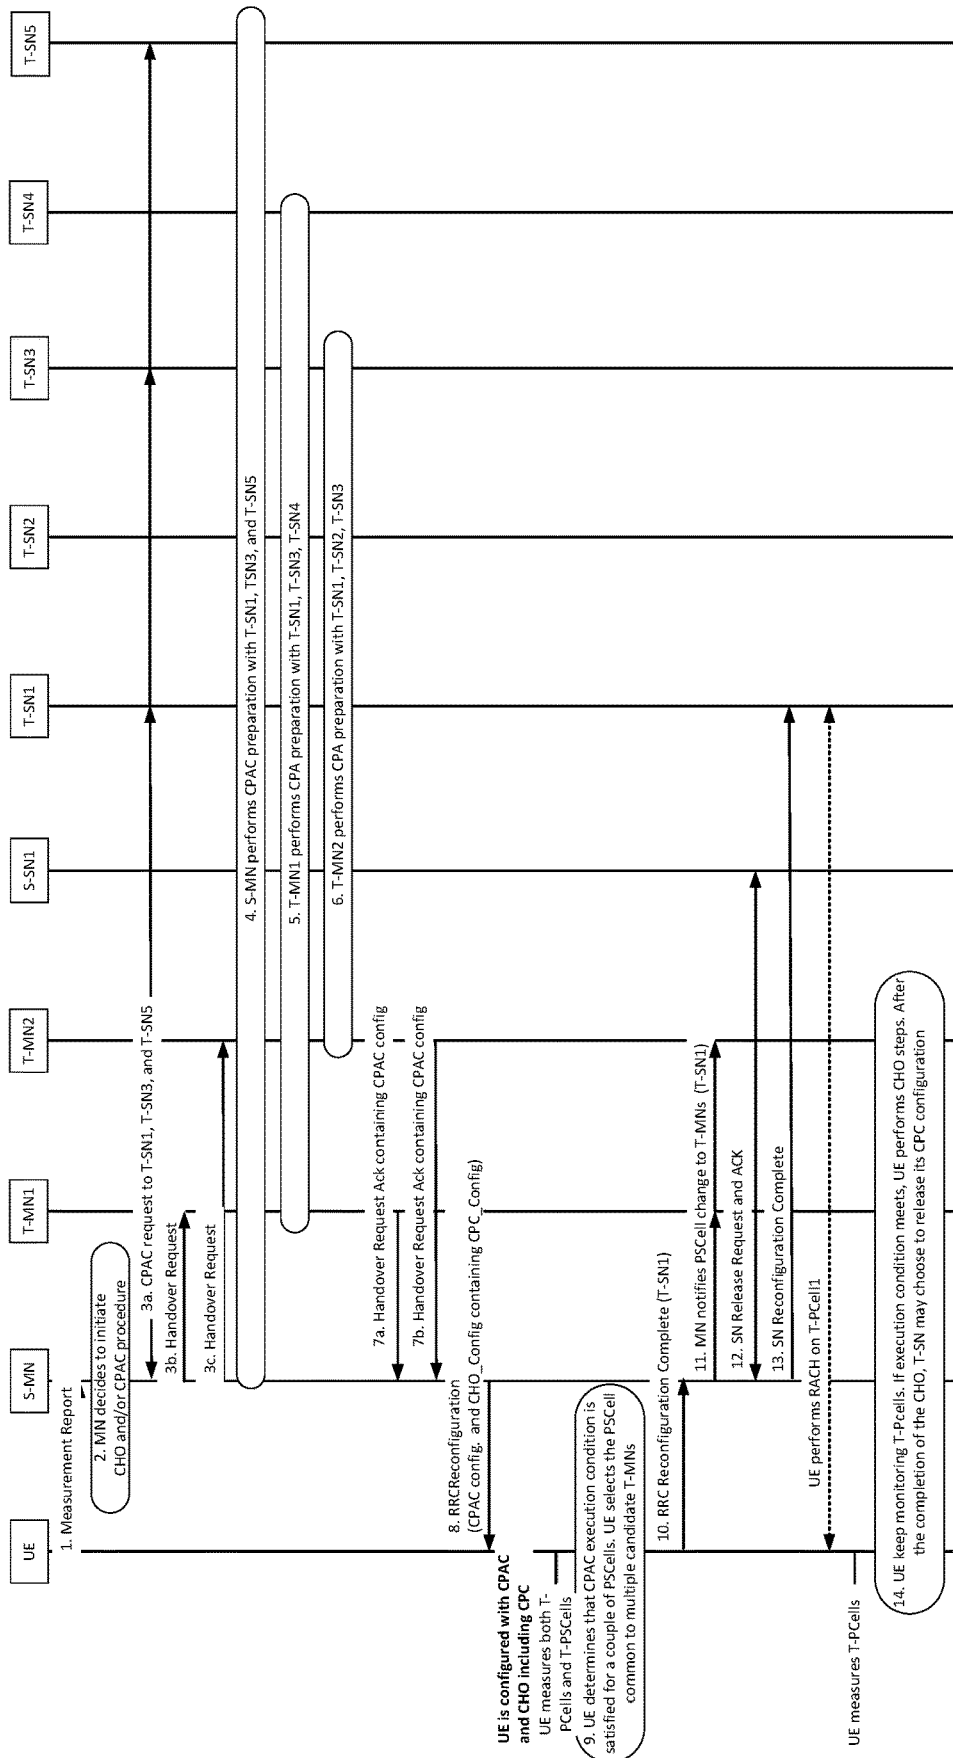 UE
S-MN
T-MN1
T-MN2
S-SN1
T-SN1
T-SN2
T-SN3
T-SN4
T-SN5
1. Measurement Report
2. MN decides to initiate
CHO and/or CPAC procedure
3a. CPAC request to T-SN1, T-SN3, and T-SN5
3b. Handover Request
3c. Handover Request
4. S-MN performs CPAC preparation with T-SN1, TSN3, and T-SN5
5. T-MN1 performs CPA preparation with T-SN1, T-SN3, T-SN4
6. T-MN2 performs CPA preparation with T-SN1, T-SN2, T-SN3
7a. Handover Request Ack containing CPAC config
7b. Handover Request Ack containing CPAC config
8. RRCReconfiguration
(CPAC config. and CHO_Config containing CPC_Config)
UE is configured with CPAC
and CHO including CPC
UE measures both T-
PCells and T-PSCells
9. UE determines that CPAC execution condition is
satisfied for a couple of PSCells. UE selects the PSCell
common to multiple candidate T-MNs
10. RRC Reconfiguration Complete (T-SN1)
11. MN notifies PSCell change to T-MNs (T-SN1)
12. SN Release Request and ACK
13. SN Reconfiguration Complete
UE performs RACH on T-PCell1
UE measures T-PCells
14. UE keep monitoring T-Pcells. If execution condition meets, UE performs CHO steps. After
the completion of the CHO, T-SN may choose to release its CPC configuration